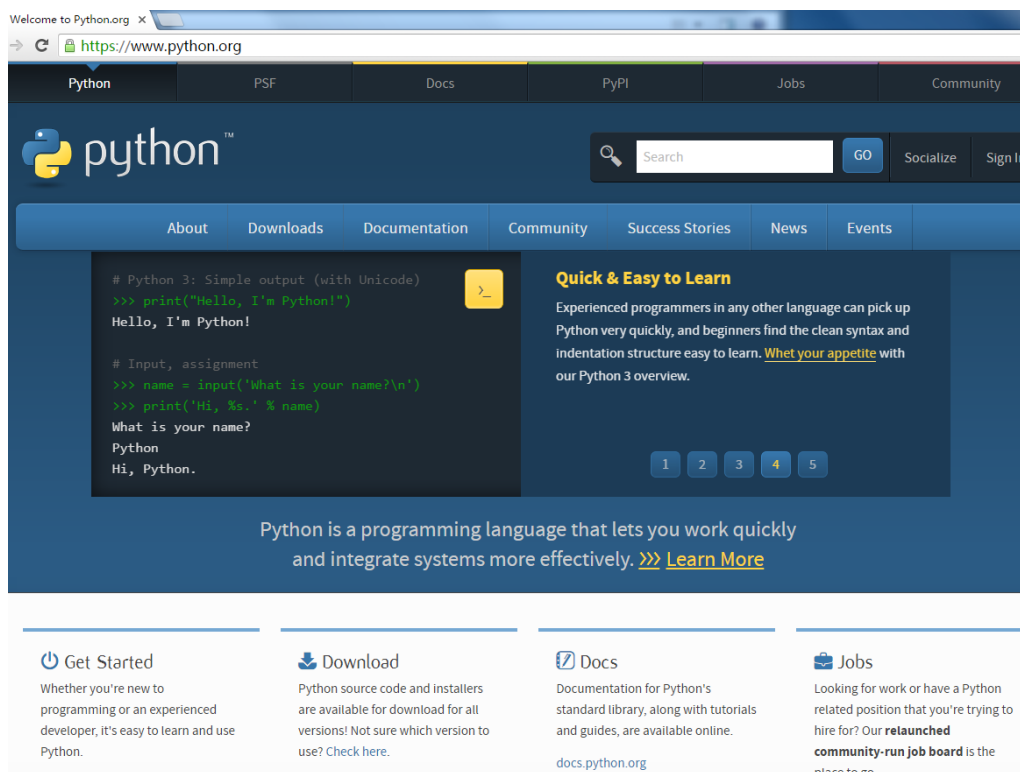 Welcome to Python.org
https://www.python.org
Python PSF Docs PyPI Jobs Community
python™
Search GO Socialize Sign
About Downloads Documentation Community Success Stories News Events
# Python 3: Simple output (with Unicode)
>>> print("Hello, I'm Python!")
Hello, I'm Python!
# Input, assignment
>>> name = input('What is your name?\n')
>>> print('Hi, %s.' % name)
What is your name?
Python
Hi, Python.
>_
Quick & Easy to Learn
Experienced programmers in any other language can pick up
Python very quickly, and beginners find the clean syntax and
indentation structure easy to learn. Whet your appetite with
our Python 3 overview.
1 2 3 4 5
Python is a programming language that lets you work quickly
and integrate systems more effectively. >>> Learn More
Get Started
Whether you're new to
programming or an experienced
developer, it's easy to learn and use
Python.
Download
Python source code and installers
are available for download for all
versions! Not sure which version to
use? Check here.
Docs
Documentation for Python's
standard library, along with tutorials
and guides, are available online.
docs.python.org
Jobs
Looking for work or have a Python
related position that you're trying to
hire for? Our relaunched
community-run job board is the
place to go.